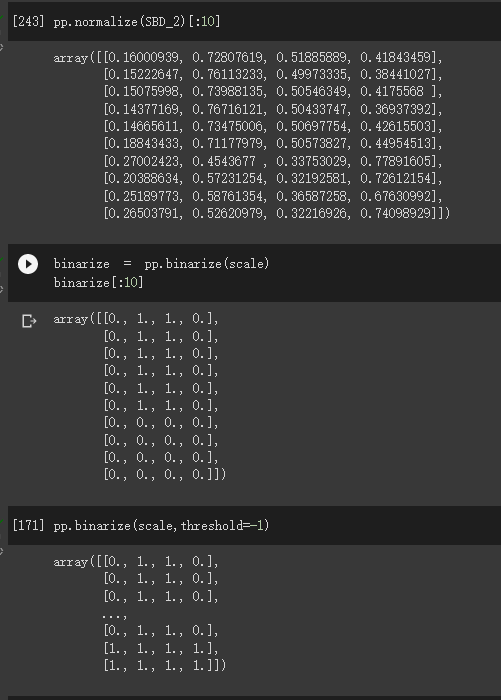 [243] pp.normalize(SBD_2)[:10]
array([[0.16000939, 0.72807619, 0.51885889, 0.41843459],
[0.15222647, 0.76113233, 0.49973335, 0.38441027],
[0.15075998, 0.73988135, 0.50546349, 0.4175568 ],
[0.14377169, 0.76716121, 0.50433747, 0.36937392],
[0.14665611, 0.73475006, 0.50697754, 0.42615503],
[0.18843433, 0.71177979, 0.50573827, 0.44954513],
[0.27002423, 0.4543677 , 0.33753029, 0.77891605],
[0.20388634, 0.57231254, 0.32192581, 0.72612154],
[0.25189773, 0.58761354, 0.36587258, 0.67630992],
[0.26503791, 0.52620979, 0.32216926, 0.74098929]])
binarize = pp.binarize(scale)
binarize[:10]
array([[0., 1., 1., 0.],
[0., 1., 1., 0.],
[0., 1., 1., 0.],
[0., 1., 1., 0.],
[0., 1., 1., 0.],
[0., 1., 1., 0.],
[0., 0., 0., 0.],
[0., 0., 0., 0.],
[0., 0., 0., 0.],
[0., 0., 0., 0.]])
[171] pp.binarize(scale,threshold=-1)
array([[0., 1., 1., 0.],
[0., 1., 1., 0.],
[0., 1., 1., 0.],
...,
[0., 1., 1., 0.],
[1., 1., 1., 1.],
[1., 1., 1., 1.]])